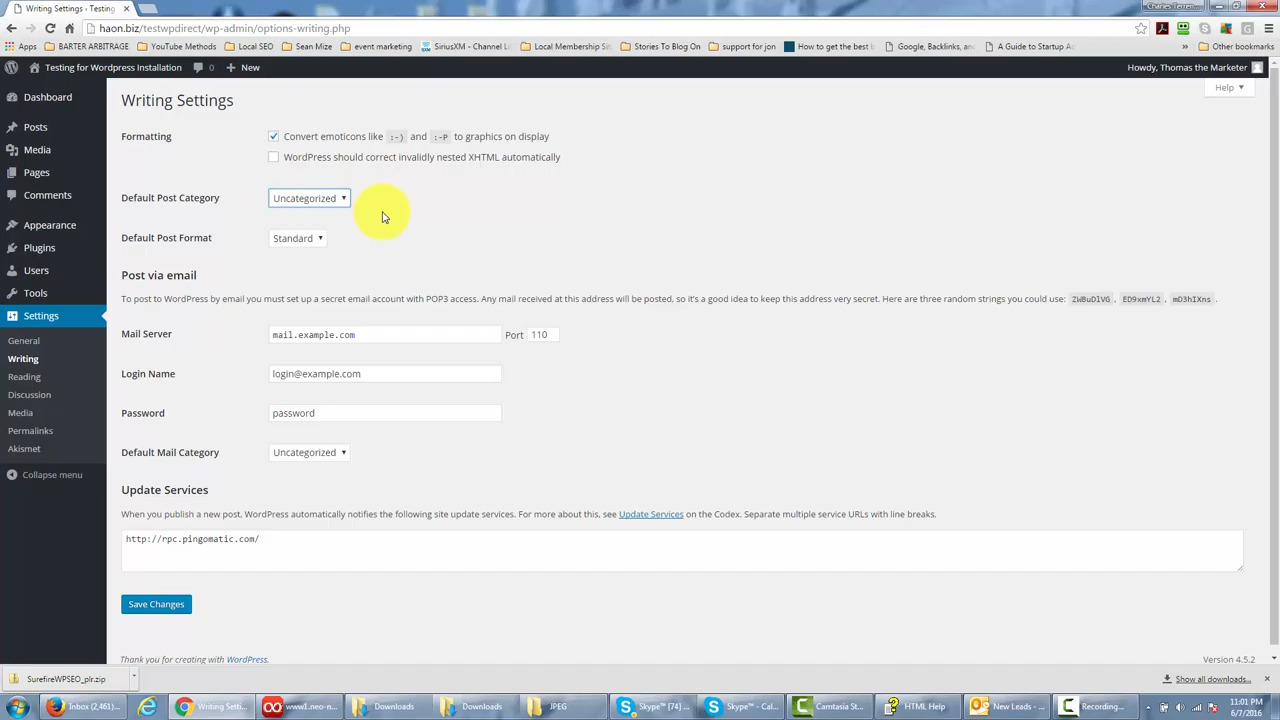 Writing Settings · Testing ·
Charles Terren
haon.biz/testwpdirect/wp-admin/options-writing.php
Apps
BARTER ARBITRAGE
YouTube Methods
Local SEO
Sean Mize
event marketing
SiriusXM - Channel Li
Local Membership Sit
Stories To Blog On
support for jon
How to get the best
Google, Backlinks, and
A Guide to Startup Ac
»
Other bookmarks
Testing for Wordpress Installation
0
+ New
Howdy, Thomas the Marketer
Help
Dashboard
Posts
Media
Pages
Comments
Appearance
Plugins
Users
Tools
Settings
General
Writing
Reading
Discussion
Media
Permalinks
Akismet
Collapse menu
Writing Settings
Formatting
Convert emoticons like :-) and :-P to graphics on display
WordPress should correct invalidly nested XHTML automatically
Default Post Category Uncategorized
Default Post Format Standard
Post via email
To post to WordPress by email you must set up a secret email account with POP3 access. Any mail received at this address will be posted, so it’s a good idea to keep this address very secret. Here are three random strings you could use: ZWBuDlVG , ED9xmYL2 , mD3hIXns .
Mail Server mail.example.com Port 110
Login Name login@example.com
Password password
Default Mail Category Uncategorized
Update Services
When you publish a new post, WordPress automatically notifies the following site update services. For more about this, see Update Services on the Codex. Separate multiple service URLs with line breaks.
http://rpc.pingomatic.com/
Save Changes
Thank you for creating with WordPress.
Version 4.5.2
SurefireWPSEO_plr.zip
Show all downloads...
Inbox (2,461)...
Writing Setti...
www1.neo-n...
Downloads
Downloads
JPEG
Skype™ [74] ...
Skype™ - Cal...
Camtasia Stu...
HTML Help
New Leads - ...
Recording...
11:01 PM
6/7/2016